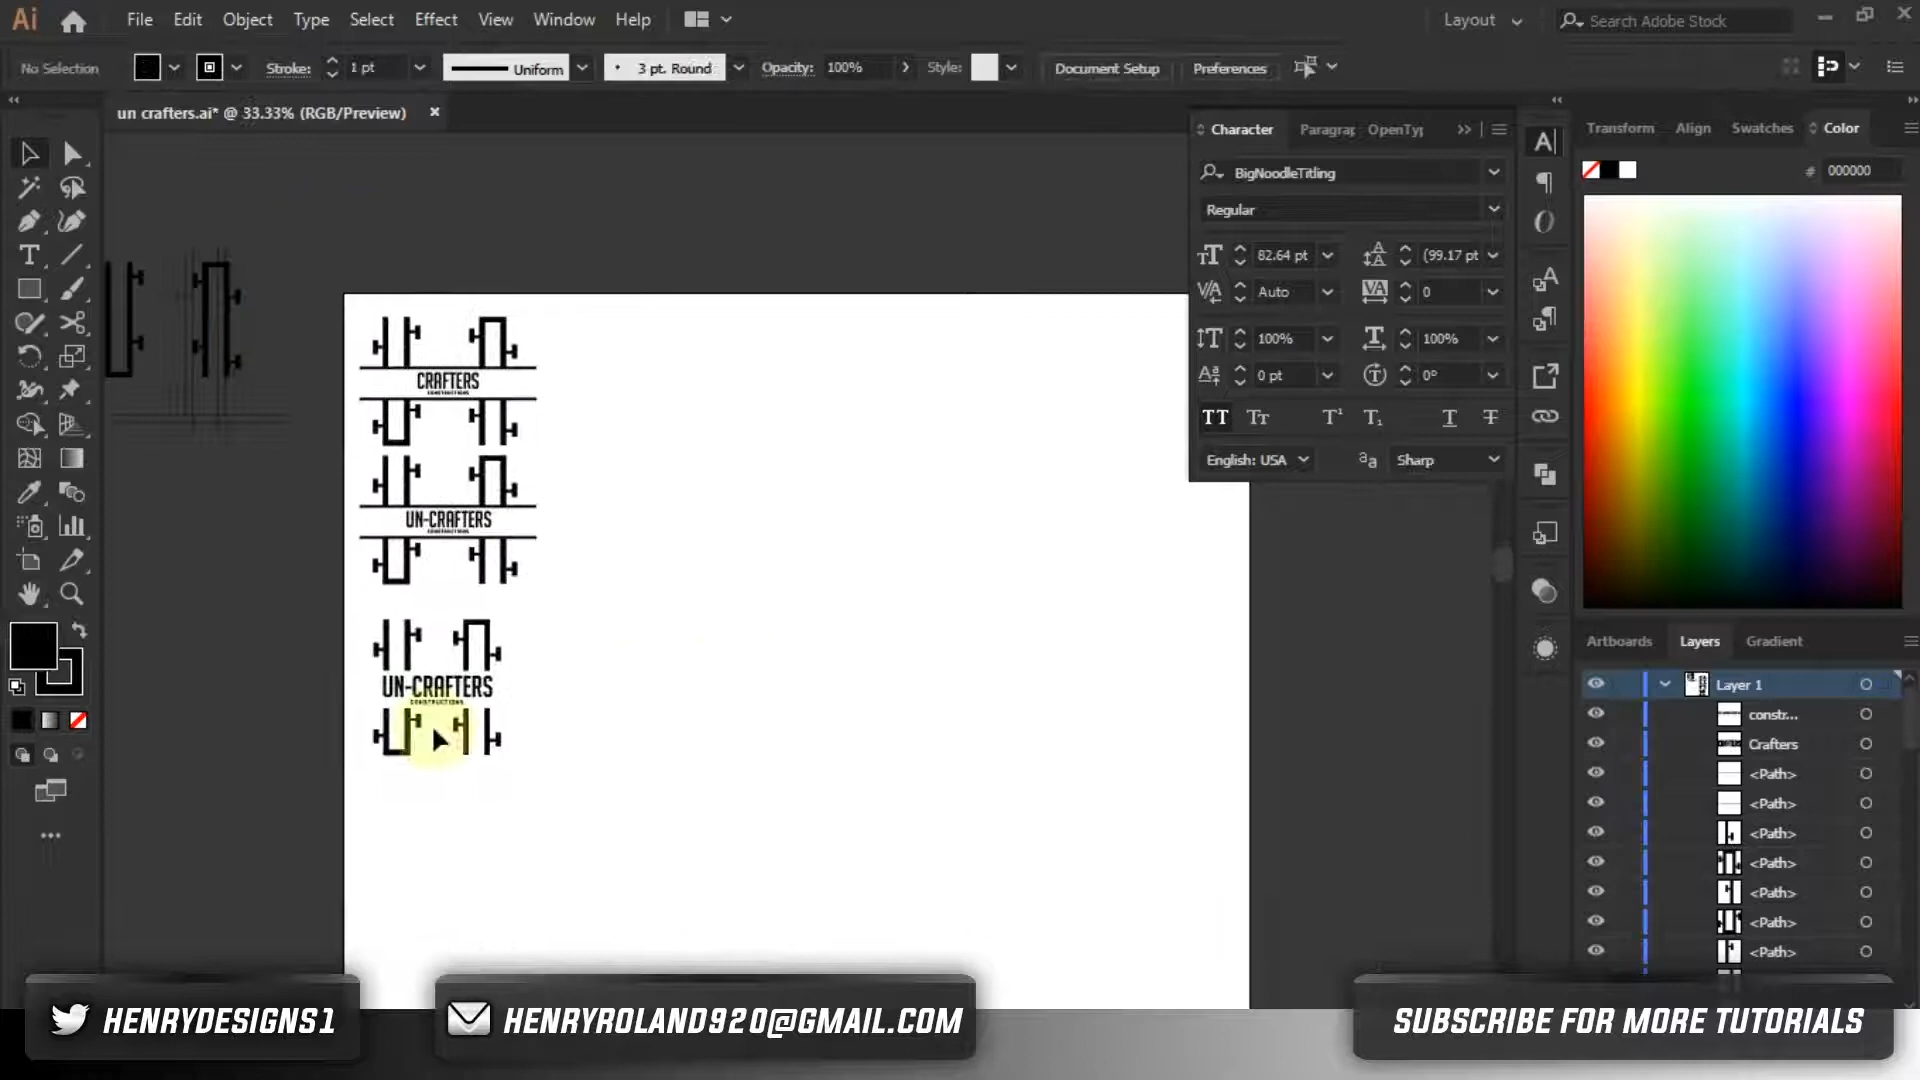 Ai File Edit Object Type Select Effect View Window Help Layout Search Adobe Stock
No Selection Stroke: 1 pt Uniform 3 pt. Round Opacity: 100% Style: Document Setup Preferences
un crafters.ai* @ 33.33% (RGB/Preview)
Character Paragrap OpenTyp
BigNoodleTitling
Regular
82.64 pt (99.17 pt
Auto 0
100% 100%
0 pt 0°
English: USA Sharp
Transform Align Swatches Color
# 000000
CRAFTERS
CONSTRUCTIONS
UN-CRAFTERS
CONSTRUCTIONS
UN-CRAFTERS
CONSTRUCTIONS
Artboards Layers Gradient
Layer 1
constr...
Crafters
<Path>
<Path>
<Path>
<Path>
<Path>
<Path>
<Path>
HENRYDESIGNS1
HENRYROLAND920@GMAIL.COM
SUBSCRIBE FOR MORE TUTORIALS